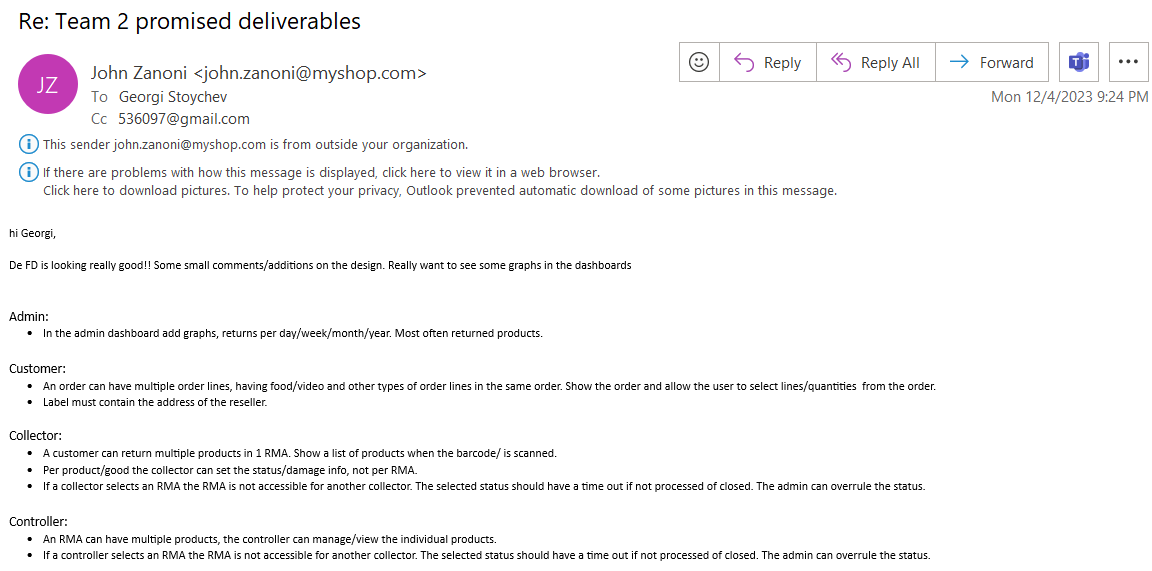 Re: Team 2 promised deliverables
JZ
John Zanoni <john.zanoni@myshop.com>
To Georgi Stoychev
Cc 536097@gmail.com
Reply
Reply All
Forward
Mon 12/4/2023 9:24 PM
This sender john.zanoni@myshop.com is from outside your organization.
If there are problems with how this message is displayed, click here to view it in a web browser.
Click here to download pictures. To help protect your privacy, Outlook prevented automatic download of some pictures in this message.
hi Georgi,
De FD is looking really good!! Some small comments/additions on the design. Really want to see some graphs in the dashboards
Admin:
• In the admin dashboard add graphs, returns per day/week/month/year. Most often returned products.
Customer:
• An order can have multiple order lines, having food/video and other types of order lines in the same order. Show the order and allow the user to select lines/quantities from the order.
• Label must contain the address of the reseller.
Collector:
• A customer can return multiple products in 1 RMA. Show a list of products when the barcode/ is scanned.
• Per product/good the collector can set the status/damage info, not per RMA.
• If a collector selects an RMA the RMA is not accessible for another collector. The selected status should have a time out if not processed of closed. The admin can overrule the status.
Controller:
• An RMA can have multiple products, the controller can manage/view the individual products.
• If a controller selects an RMA the RMA is not accessible for another collector. The selected status should have a time out if not processed of closed. The admin can overrule the status.